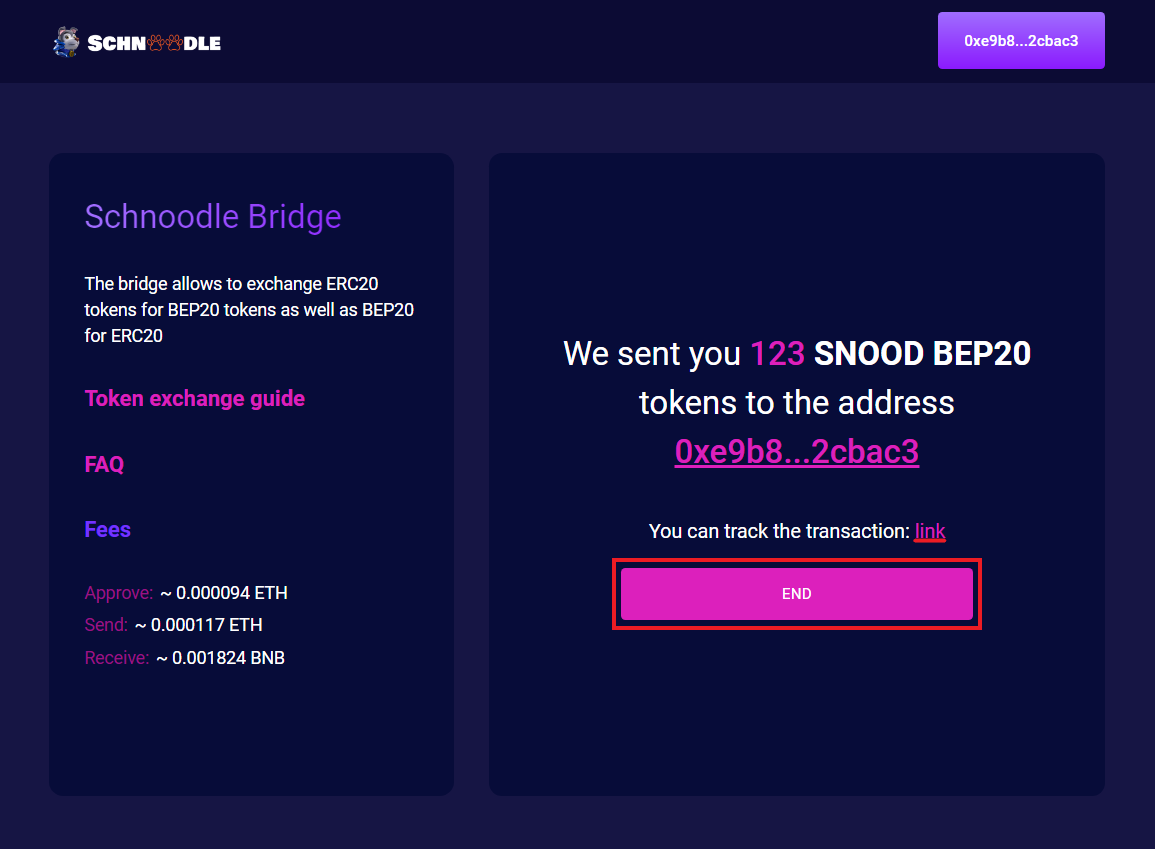 SCHNOODLE
0xe9b8...2cbac3
Schnoodle Bridge
The bridge allows to exchange ERC20
tokens for BEP20 tokens as well as BEP20
for ERC20
Token exchange guide
FAQ
Fees
Approve: ~ 0.000094 ETH
Send: ~ 0.000117 ETH
Receive: ~ 0.001824 BNB
We sent you 123 SNOOD BEP20
tokens to the address
0xe9b8...2cbac3
You can track the transaction: link
END